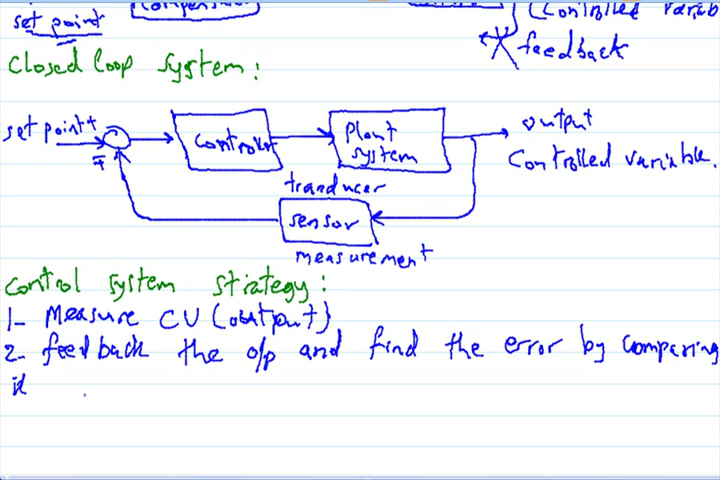 set point
(Controlled variab
feedback
Closed loop system:
set point +
controller
Plant
system
output
Controlled variable.
tranducer
sensor
measurement
Control system strategy:
1- Measure CV (output)
2- feedback the o/p and find the error by comparing
it